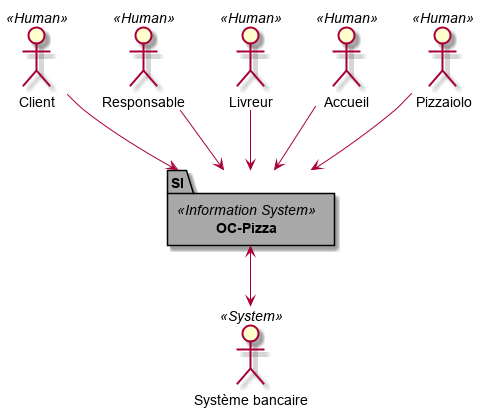 «Human» «Human» «Human» «Human» «Human»
Client Responsable Livreur Accueil Pizzaiolo
SI
«Information System»
OC-Pizza
«System»
Système bancaire